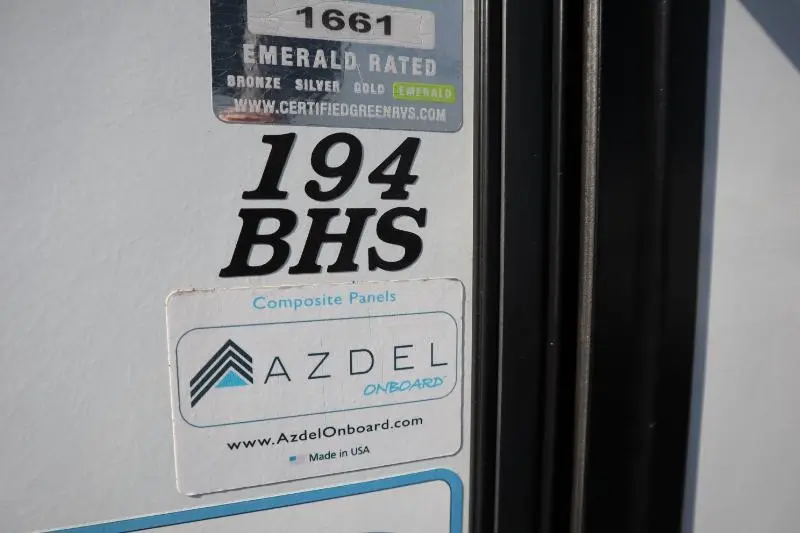 1661
EMERALD RATED
BRONZE SILVER GOLD EMERALD
WWW.CERTIFIEDGREENRVS.COM
194
BHS
Composite Panels
AZDEL
ONBOARD
www.AzdelOnboard.com
Made in USA